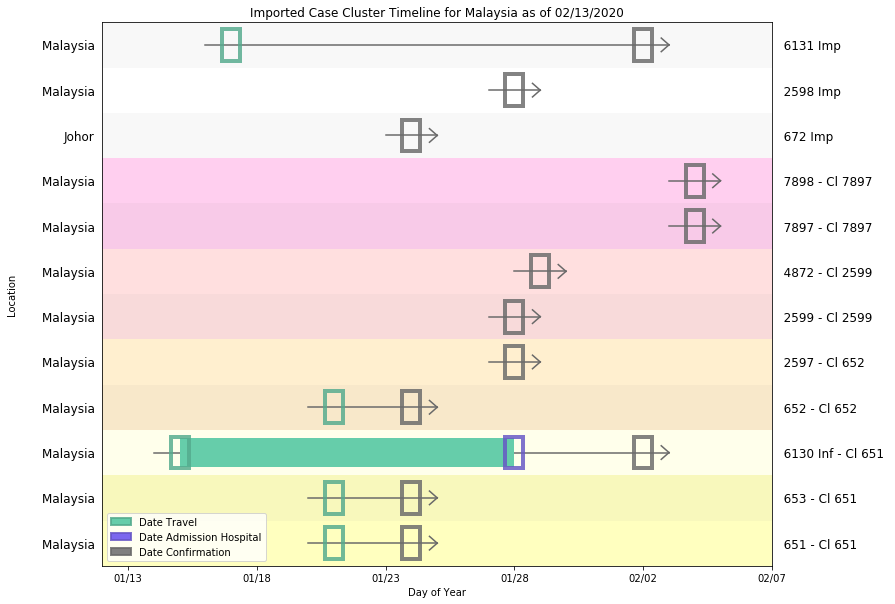 Imported Case Cluster Timeline for Malaysia as of 02/13/2020
Malaysia 6131 Imp
Malaysia 2598 Imp
Johor 672 Imp
Malaysia 7898 - Cl 7897
Malaysia 7897 - Cl 7897
Malaysia 4872 - Cl 2599
Malaysia 2599 - Cl 2599
Malaysia 2597 - Cl 652
Malaysia 652 - Cl 652
Malaysia 6130 Inf - Cl 651
Malaysia 653 - Cl 651
Malaysia 651 - Cl 651
Location
Date Travel
Date Admission Hospital
Date Confirmation
01/13 01/18 01/23 01/28 02/02 02/07
Day of Year